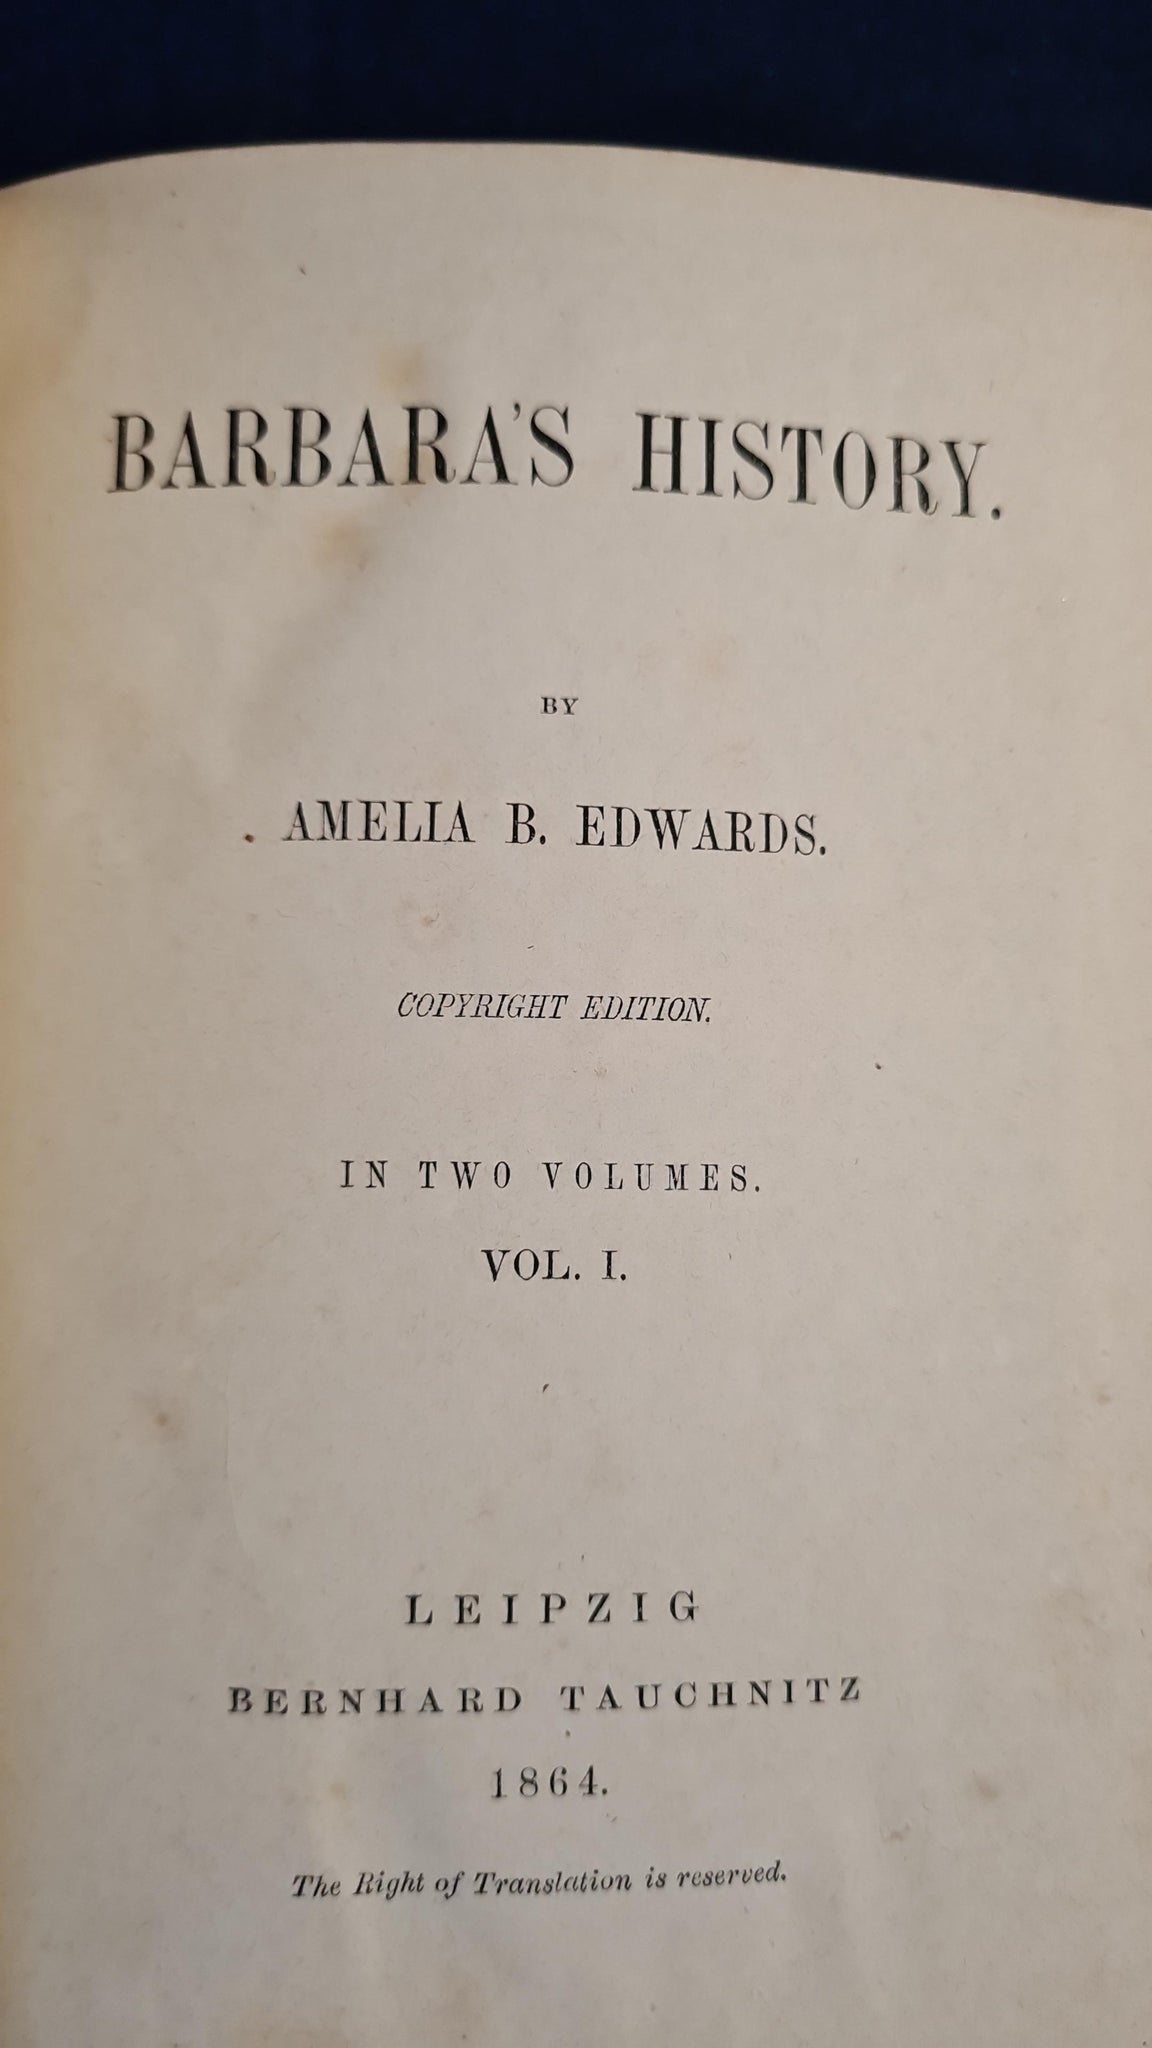 BARBARA'S HISTORY.
BY
AMELIA B. EDWARDS.
COPYRIGHT EDITION.
IN TWO VOLUMES.
VOL. I.
LEIPZIG
BERNHARD TAUCHNITZ
1864.
The Right of Translation is reserved.